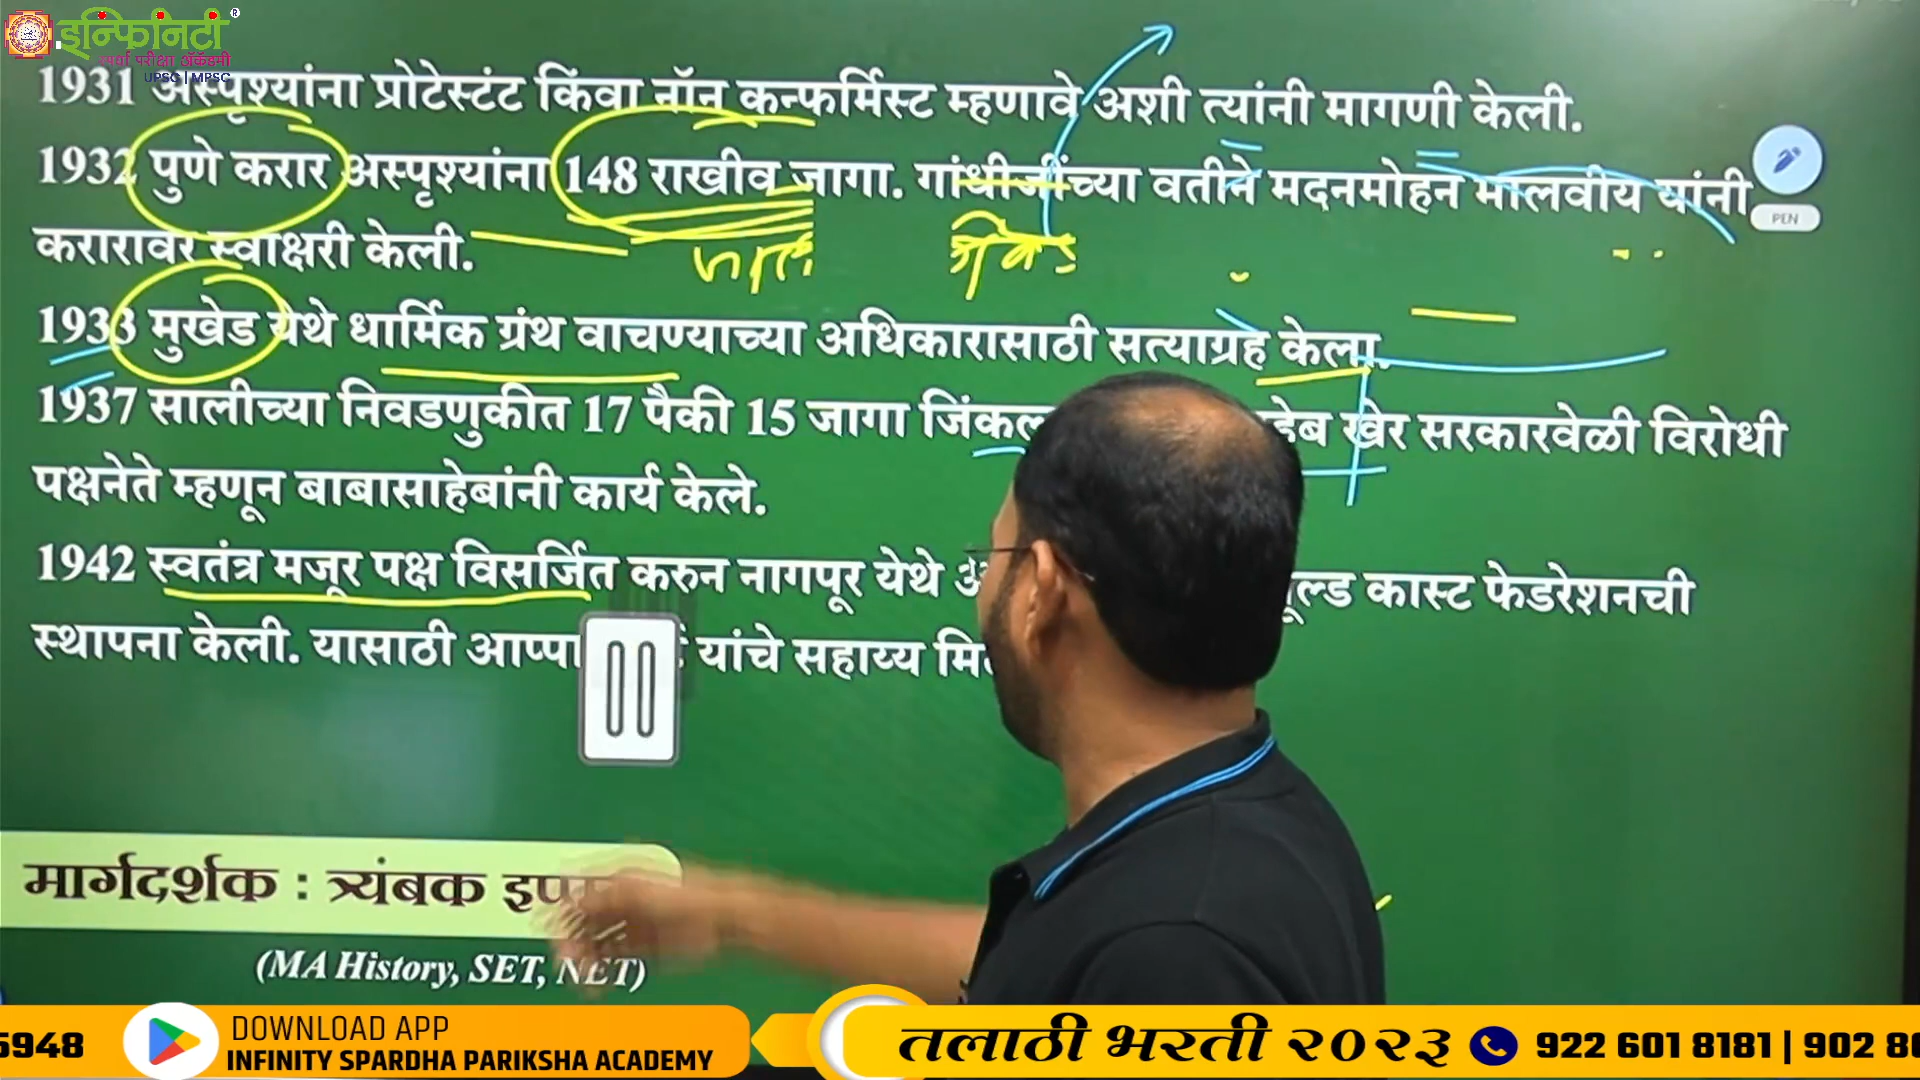 इन्फिनिटी
स्पर्धा परीक्षा ॲकॅडमी
UPSC | MPSC
1931 अस्पृश्यांना प्रोटेस्टंट किंवा नॉन कन्फर्मिस्ट म्हणावे अशी त्यांनी मागणी केली.
1932 पुणे करार अस्पृश्यांना 148 राखीव जागा. गांधीजींच्या वतीने मदनमोहन मालवीय यांनी
करारावर स्वाक्षरी केली.
1933 मुखेड येथे धार्मिक ग्रंथ वाचण्याच्या अधिकारासाठी सत्याग्रह केला.
1937 सालीच्या निवडणुकीत 17 पैकी 15 जागा खेर सरकारवेळी विरोधी
पक्षनेते म्हणून बाबासाहेबांनी कार्य केले.
1942 स्वतंत्र मजूर पक्ष विसर्जित करुन नागपूर येथे कास्ट फेडरेशनची
स्थापना केली. यासाठी यांचे सहाय्य
PEN
मार्गदर्शक : त्र्यंबक
(MA History, SET, NET)
5948 DOWNLOAD APP
INFINITY SPARDHA PARIKSHA ACADEMY
तलाठी भरती २०२३ 922 601 8181 | 902